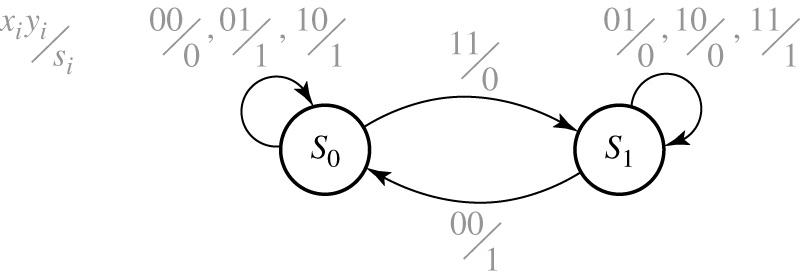 xᵢyᵢ/sᵢ 00/0, 01/1, 10/1 01/0, 10/0, 11/1
11/0
S₀ S₁
00/1